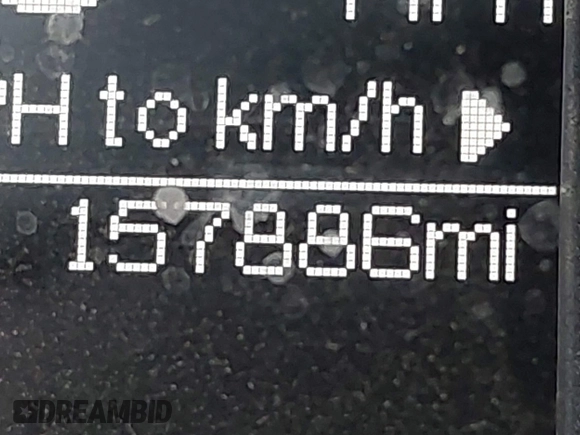 H to km/h
157886mi
DREAMBID